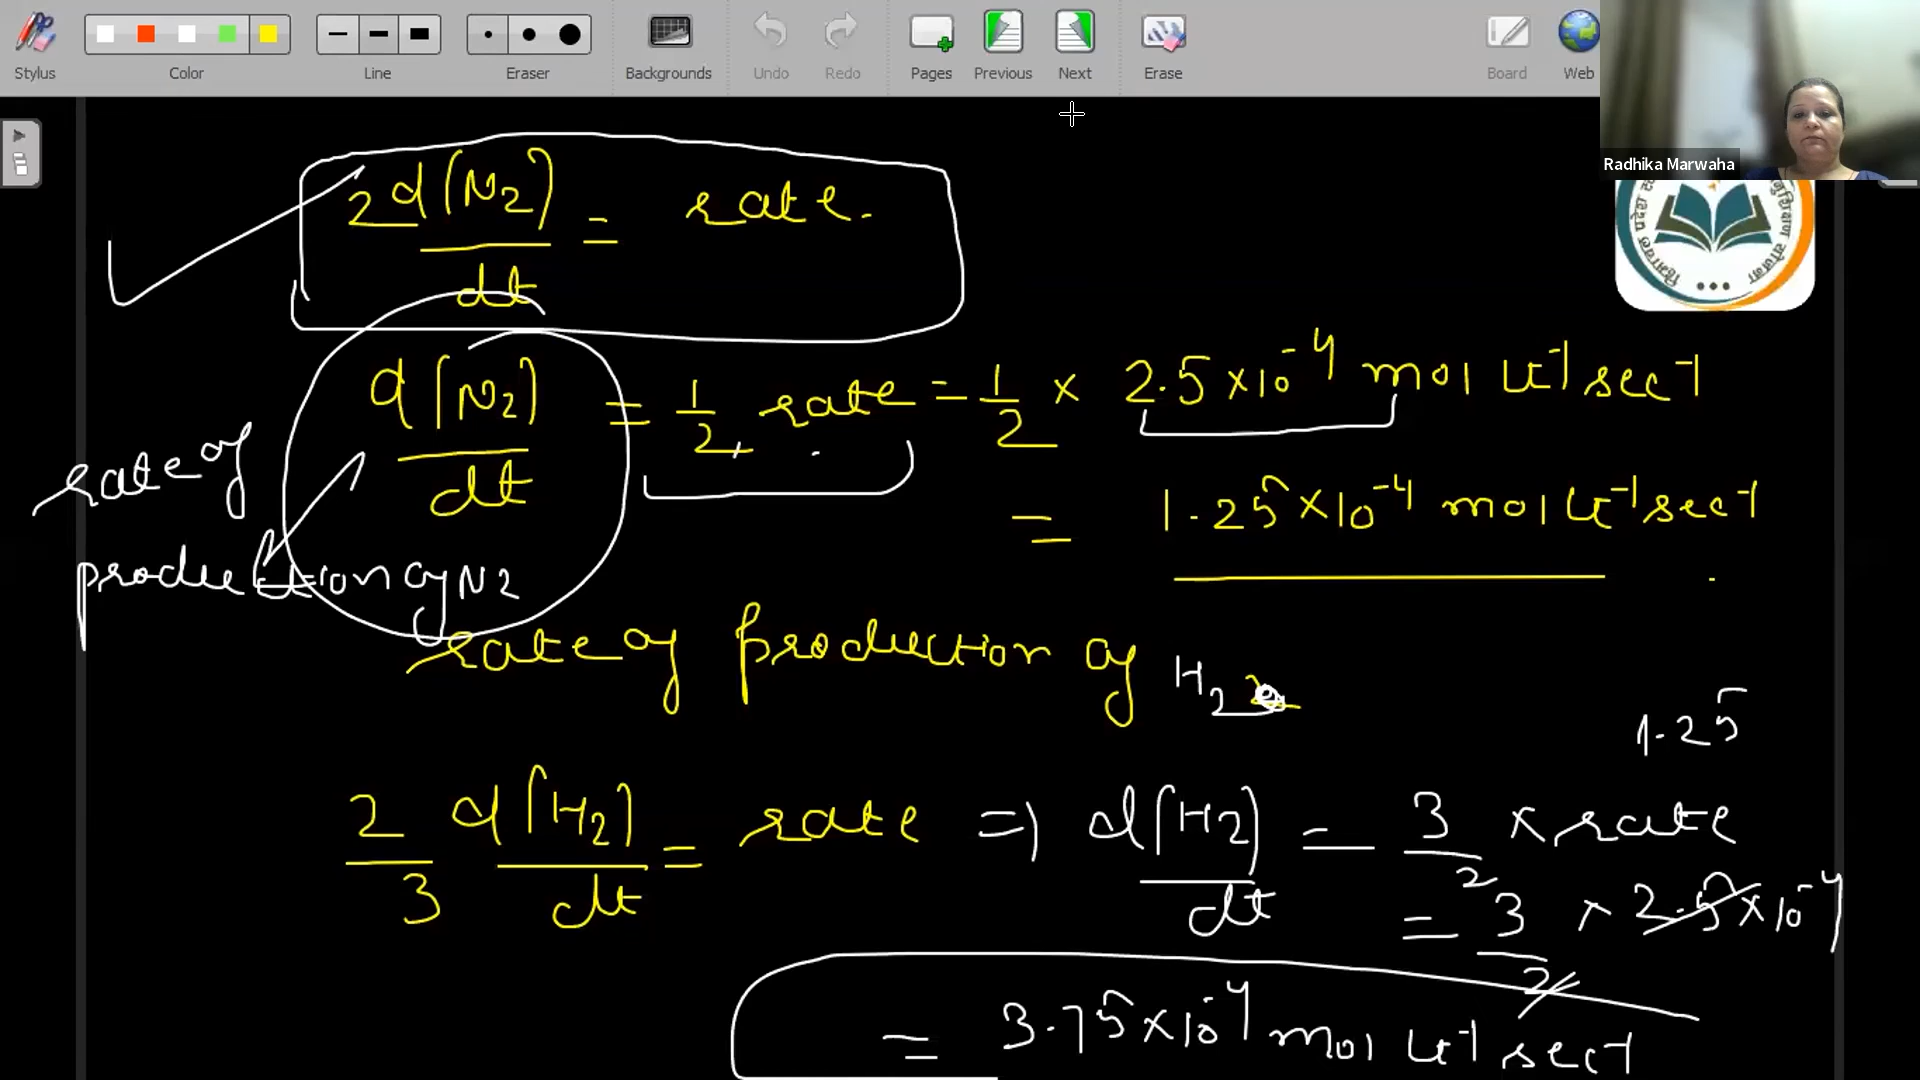 Stylus Color Line Eraser Backgrounds Undo Redo Pages Previous Next Erase Board Web
Radhika Marwaha
2 d[N2]/dt = rate.
d[N2]/dt = 1/2 rate = 1/2 × 2.5×10-4 mol lt-1 sec-1
= 1.25×10-4 mol lt-1 sec-1
rate of
production of N2
rate of production of H2
1.25
2/3 d[H2]/dt = rate => d[H2]/dt = 3/2 × rate
= 3/2 × 2.5×10-4
= 3.75×10-4 mol lt-1 sec-1